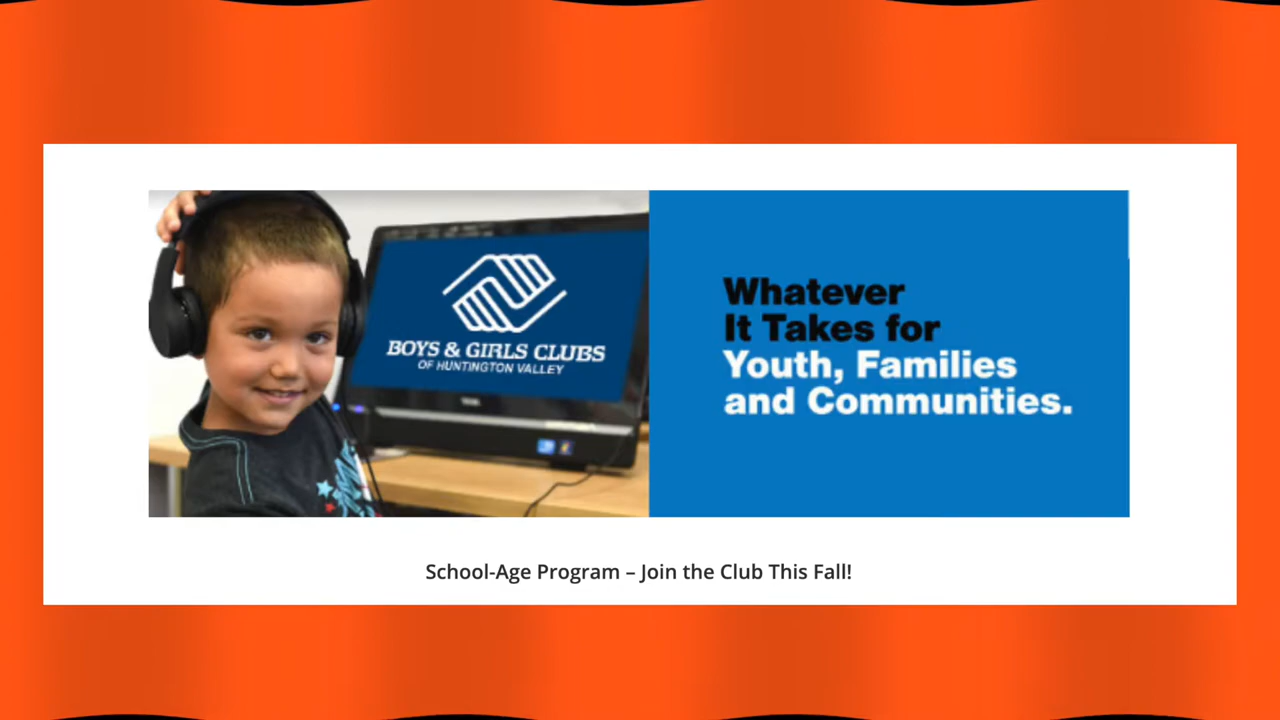 BOYS & GIRLS CLUBS
OF HUNTINGTON VALLEY
Whatever
It Takes for
Youth, Families
and Communities.
School-Age Program – Join the Club This Fall!